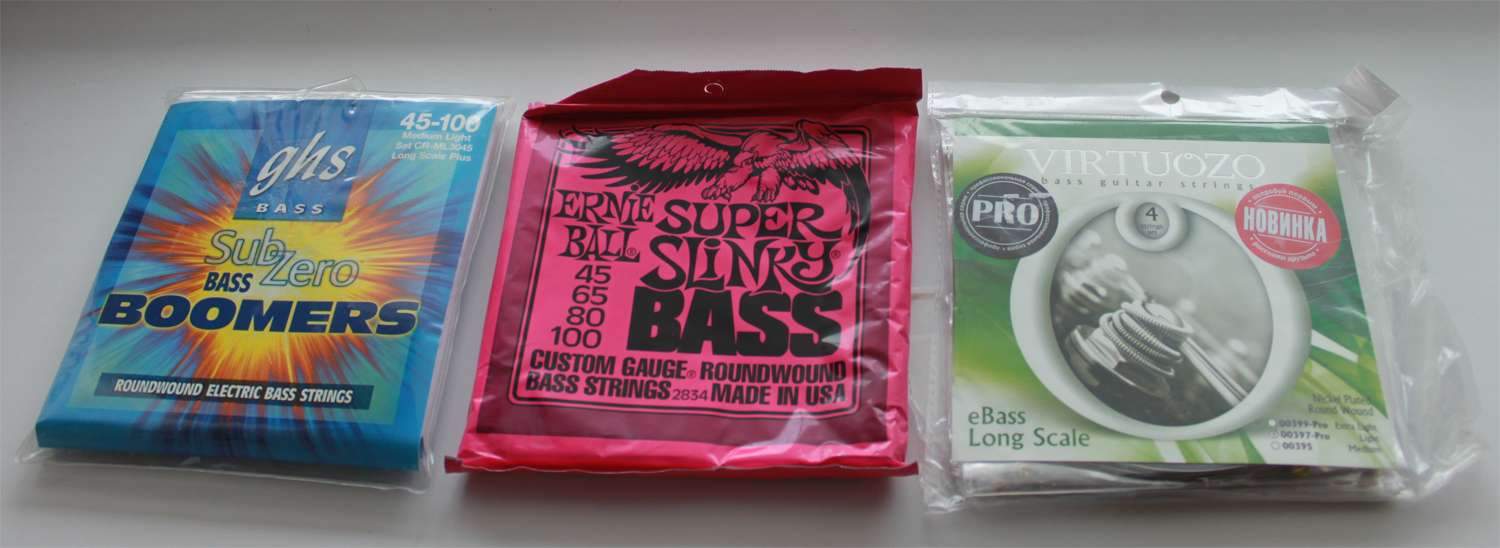 ghs
BASS
45-100
Medium Light
Set CR-ML3045
Long Scale Plus
Sub
Zero
BASS
BOOMERS
ROUNDWOUND ELECTRIC BASS STRINGS
ERNIE
BALL®
SUPER
SLINKY®
BASS
45
65
80
100
CUSTOM GAUGE® ROUNDWOUND
BASS STRINGS 2834 MADE IN USA
VIRTUOZO
bass guitar strings
PRO
4
НОВИНКА
eBass
Long Scale
Nickel Plated
Round Wound
00399-Pro Extra Light
00397-Pro Light
00395 Medium